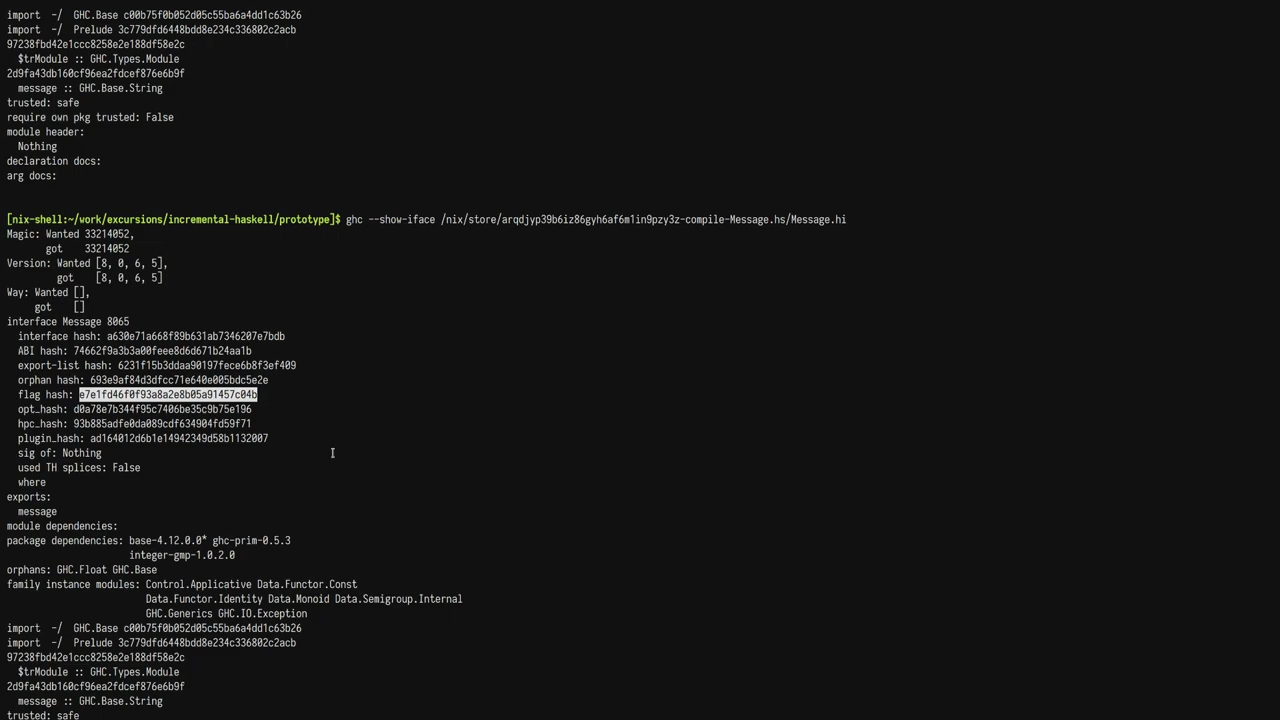 import  -/  GHC.Base c00b75f0b052d05c55ba6a4dd1c63b26
import  -/  Prelude 3c779dfd6448bdd8e234c336802c2acb
97238fbd42e1ccc8258e2e188df58e2c
  $trModule :: GHC.Types.Module
2d9fa43db160cf96ea2fdcef876e6b9f
  message :: GHC.Base.String
trusted: safe
require own pkg trusted: False
module header:
  Nothing
declaration docs:
arg docs:
[nix-shell:~/work/excursions/incremental-haskell/prototype]$ ghc --show-iface /nix/store/arqdjyp39b6iz86gyh6af6m1in9pzy3z-compile-Message.hs/Message.hi
Magic: Wanted 33214052,
       got    33214052
Version: Wanted [8, 0, 6, 5],
         got    [8, 0, 6, 5]
Way: Wanted [],
     got    []
interface Message 8065
  interface hash: a630e71a668f89b631ab7346207e7bdb
  ABI hash: 74662f9a3b3a00feee8d6d671b24aa1b
  export-list hash: 6231f15b3ddaa90197fece6b8f3ef409
  orphan hash: 693e9af84d3dfcc71e640e005bdc5e2e
  flag hash: e7e1fd46f0f93a8a2e8b05a91457c04b
  opt_hash: d0a78e7b344f95c7406be35c9b75e196
  hpc_hash: 93b885adfe0da089cdf634904fd59f71
  plugin_hash: ad164012d6b1e14942349d58b1132007
  sig of: Nothing
  used TH splices: False
  where
exports:
  message
module dependencies:
package dependencies: base-4.12.0.0* ghc-prim-0.5.3
                      integer-gmp-1.0.2.0
orphans: GHC.Float GHC.Base
family instance modules: Control.Applicative Data.Functor.Const
                         Data.Functor.Identity Data.Monoid Data.Semigroup.Internal
                         GHC.Generics GHC.IO.Exception
import  -/  GHC.Base c00b75f0b052d05c55ba6a4dd1c63b26
import  -/  Prelude 3c779dfd6448bdd8e234c336802c2acb
97238fbd42e1ccc8258e2e188df58e2c
  $trModule :: GHC.Types.Module
2d9fa43db160cf96ea2fdcef876e6b9f
  message :: GHC.Base.String
trusted: safe